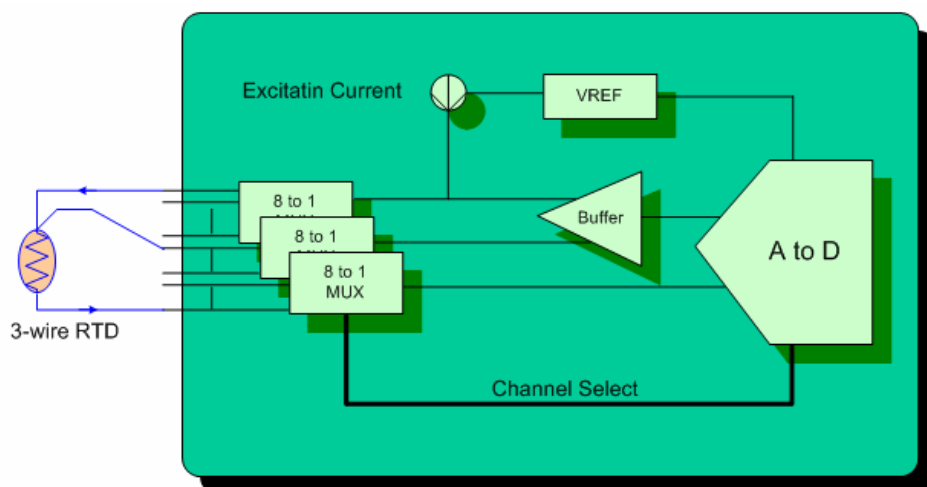 Excitatin Current
VREF
8 to 1
8 to 1
Buffer
8 to 1
MUX
A to D
3-wire RTD
Channel Select